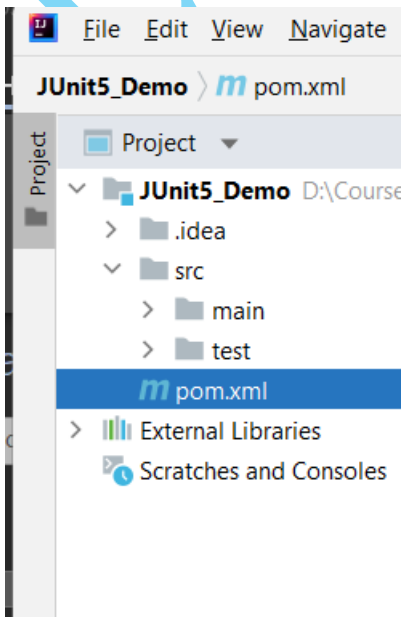 File Edit View Navigate
JUnit5_Demo 〉 m pom.xml
Project
Project
JUnit5_Demo D:\Course
.idea
src
main
test
m pom.xml
External Libraries
Scratches and Consoles